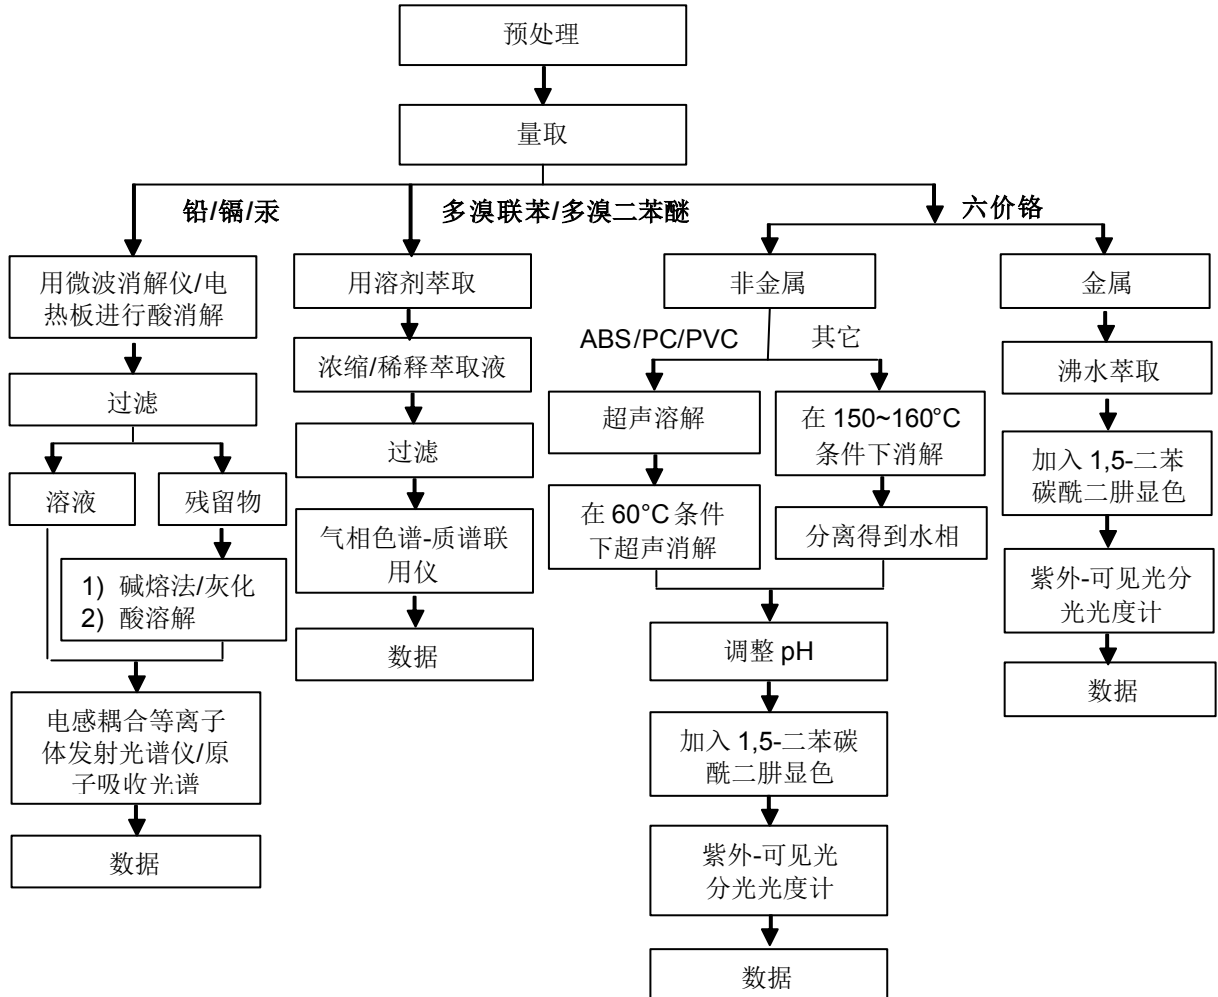 预处理
量取
铅/镉/汞
多溴联苯/多溴二苯醚
六价铬
用微波消解仪/电
热板进行酸消解
过滤
溶液
残留物
1) 碱熔法/灰化
2) 酸溶解
电感耦合等离子
体发射光谱仪/原
子吸收光谱
数据
用溶剂萃取
浓缩/稀释萃取液
过滤
气相色谱-质谱联
用仪
数据
非金属
ABS/PC/PVC
其它
超声溶解
在 60°C 条件
下超声消解
在 150~160°C
条件下消解
分离得到水相
调整 pH
加入 1,5-二苯碳
酰二肼显色
紫外-可见光
分光光度计
数据
金属
沸水萃取
加入 1,5-二苯
碳酰二肼显色
紫外-可见光分
光光度计
数据